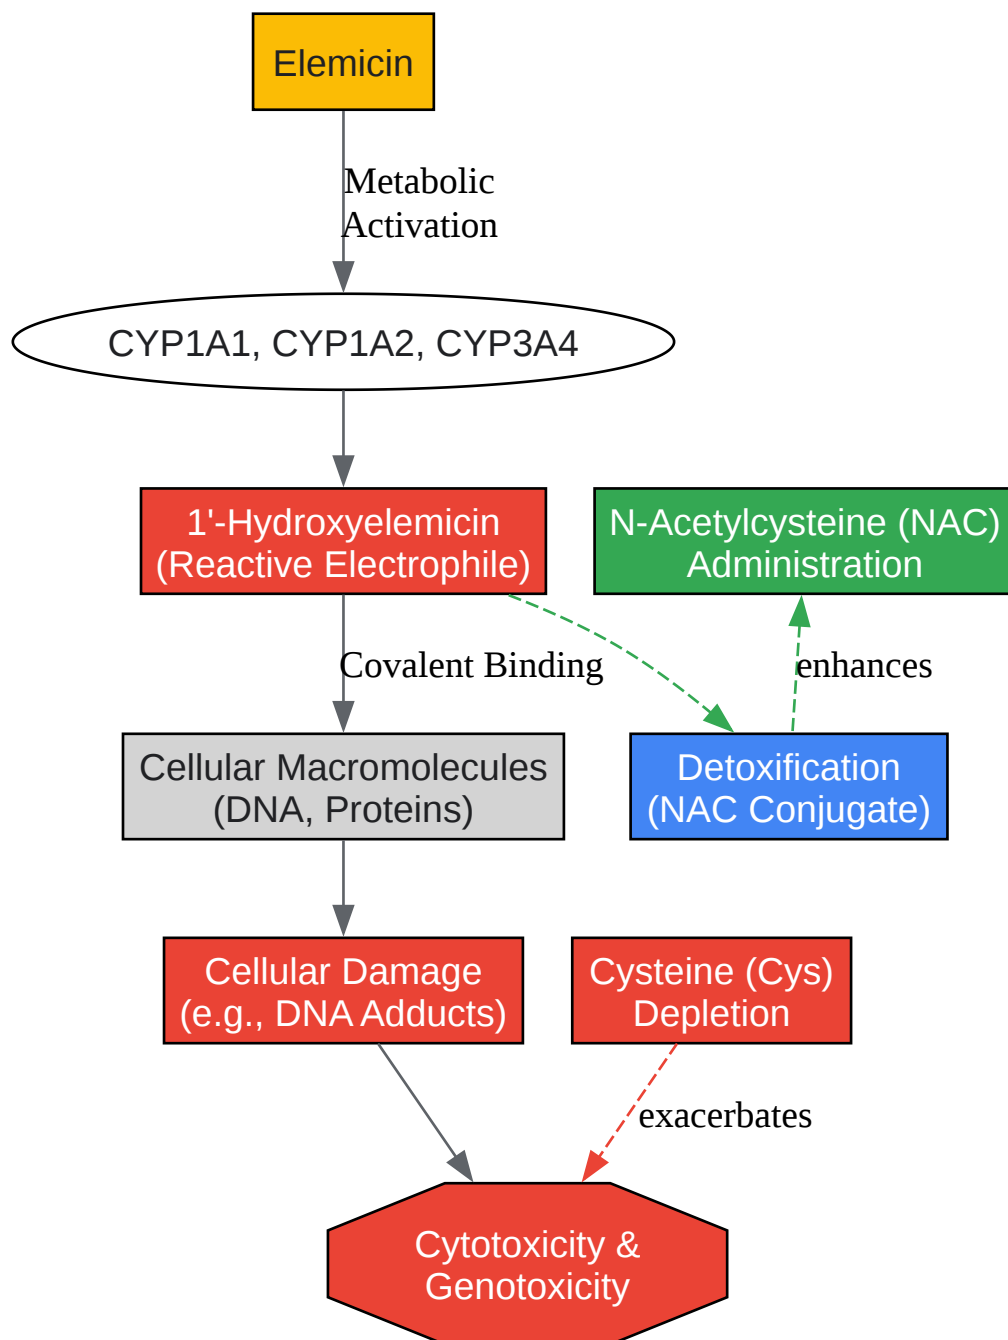 Elemicin
Metabolic
Activation
CYP1A1, CYP1A2, CYP3A4
1'-Hydroxyelemicin
(Reactive Electrophile)
N-Acetylcysteine (NAC)
Administration
Covalent Binding
enhances
Cellular Macromolecules
(DNA, Proteins)
Detoxification
(NAC Conjugate)
Cellular Damage
(e.g., DNA Adducts)
Cysteine (Cys)
Depletion
exacerbates
Cytotoxicity &
Genotoxicity